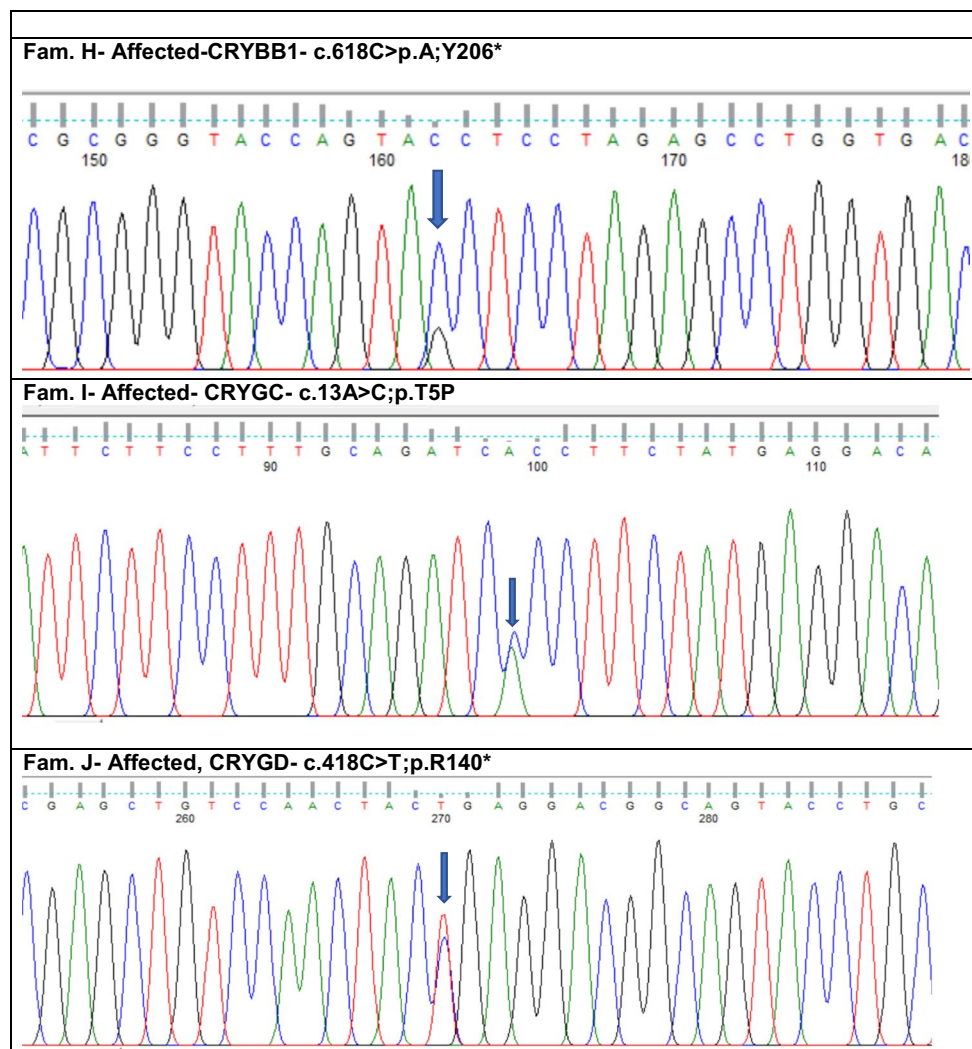 Fam. H- Affected-CRYBB1- c.618C>p.A;Y206*
C G C G G G T A C C A G T A C C T C C T A G A G C C T G G T G A C
150 160 170 180
Fam. I- Affected- CRYGC- c.13A>C;p.T5P
A T T C T T C C T T T G C A G A T C A C C T T C T A T G A G G A C A
90 100 110
Fam. J- Affected, CRYGD- c.418C>T;p.R140*
C G A G C T G T C C A A C T A C T G A G G A C G G C A G T A C C T G C
260 270 280